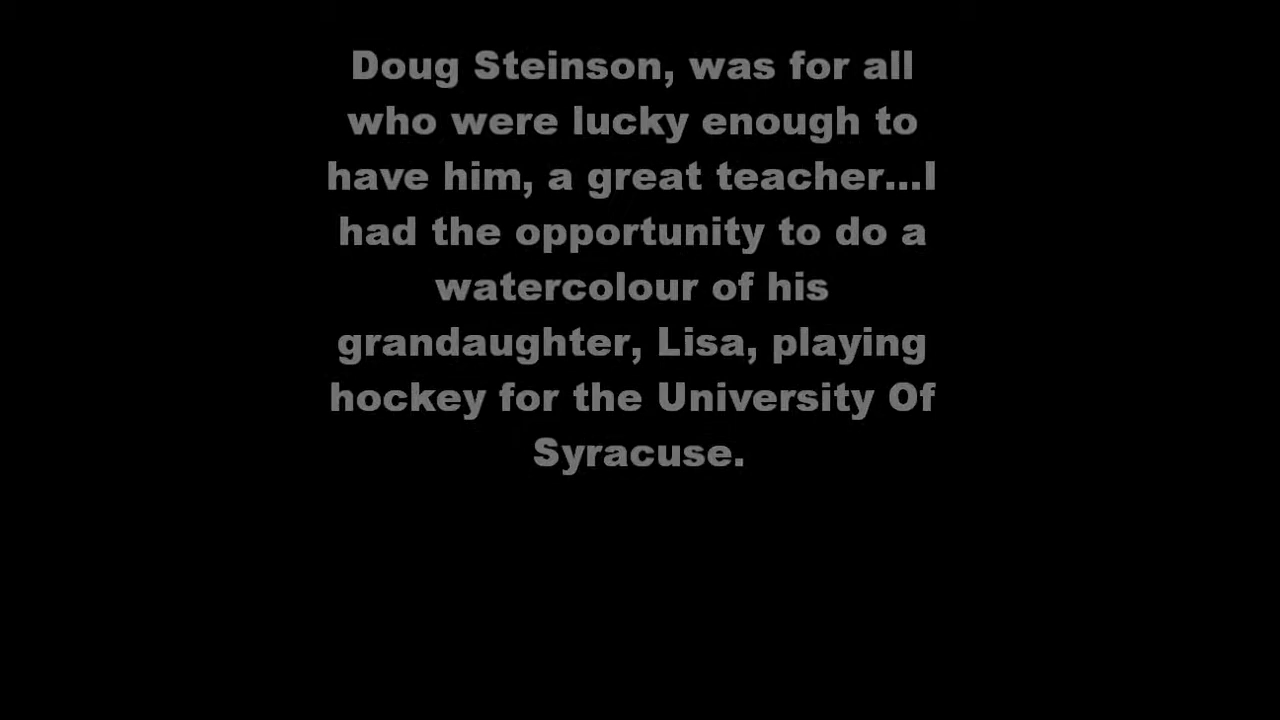 Doug Steinson, was for all
who were lucky enough to
have him, a great teacher...I
had the opportunity to do a
watercolour of his
grandaughter, Lisa, playing
hockey for the University Of
Syracuse.